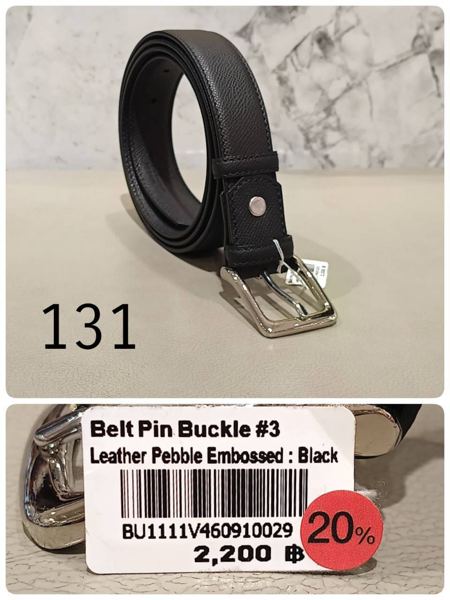 131
Belt Pin Buckle #3
Leather Pebble Embossed : Black
BU1111V460910029
2,200 ฿
20%